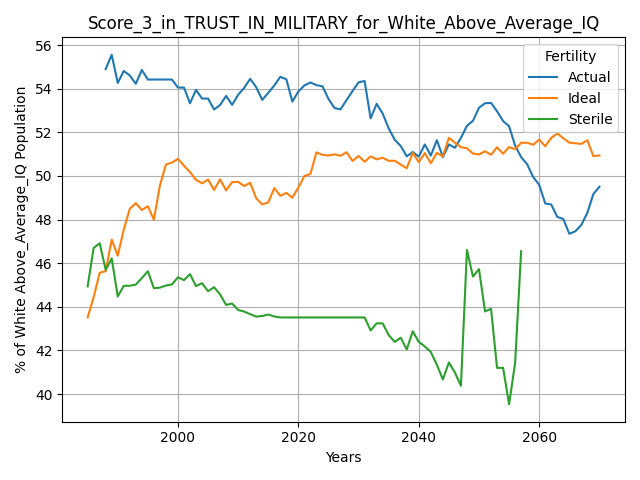 Score_3_in_TRUST_IN_MILITARY_for_White_Above_Average_IQ
% of White Above_Average_IQ Population
56
54
52
50
48
46
44
42
40
Fertility
Actual
Ideal
Sterile
2000
2020
2040
2060
Years